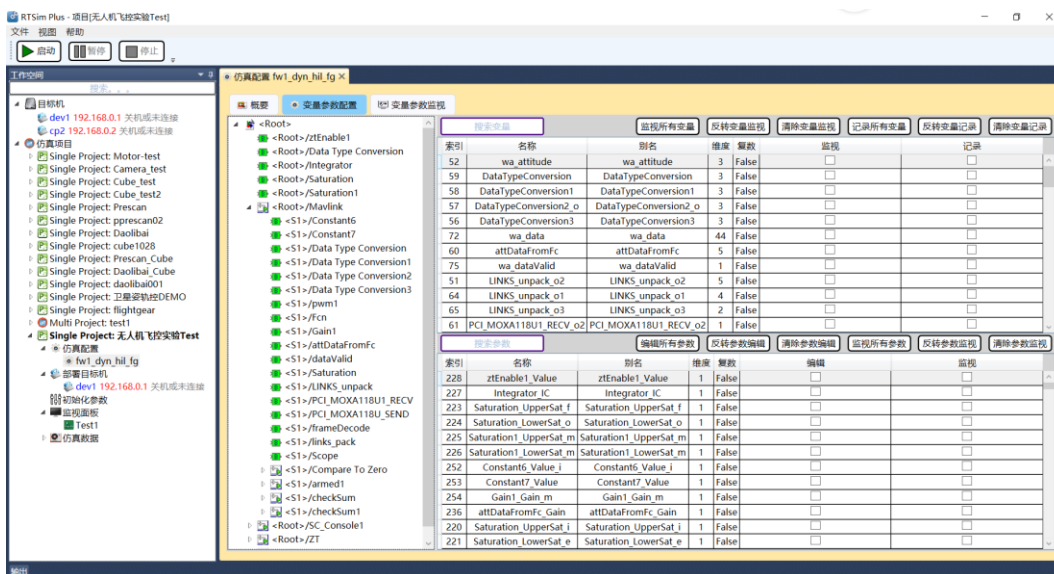 RTSim Plus - 项目[无人机飞控实验Test]
文件 视图 帮助
启动 暂停 停止
工作空间
搜索. . .
目标机
dev1 192.168.0.1 关机或未连接
cp2 192.168.0.2 关机或未连接
仿真项目
Single Project: Motor-test
Single Project: Camera_test
Single Project: Cube_test
Single Project: Cube_test2
Single Project: Prescan
Single Project: pprescan02
Single Project: Daolibai
Single Project: cube1028
Single Project: Prescan_Cube
Single Project: Daolibai_Cube
Single Project: daolibai001
Single Project: 卫星姿轨控DEMO
Single Project: flightgear
Multi Project: test1
Single Project: 无人机飞控实验Test
仿真配置
fw1_dyn_hil_fg
部署目标机
dev1 192.168.0.1 关机或未连接
初始化参数
监视面板
Test1
仿真数据
仿真配置 fw1_dyn_hil_fg ×
概要 变量参数配置 变量参数监视
<Root>
<Root>/ztEnable1
<Root>/Data Type Conversion
<Root>/Integrator
<Root>/Saturation
<Root>/Saturation1
<Root>/Mavlink
<S1>/Constant6
<S1>/Constant7
<S1>/Data Type Conversion
<S1>/Data Type Conversion1
<S1>/Data Type Conversion2
<S1>/Data Type Conversion3
<S1>/pwm1
<S1>/Fcn
<S1>/Gain1
<S1>/attDataFromFc
<S1>/dataValid
<S1>/Saturation
<S1>/LINKS_unpack
<S1>/PCI_MOXA118U1_RECV
<S1>/PCI_MOXA118U_SEND
<S1>/frameDecode
<S1>/links_pack
<S1>/Scope
<S1>/Compare To Zero
<S1>/armed1
<S1>/checkSum
<S1>/checkSum1
<Root>/SC_Console1
<Root>/ZT
搜索变量 监视所有变量 反转变量监视 清除变量监视 记录所有变量 反转变量记录 清除变量记录
索引 名称 别名 维度 复数 监视 记录
52 wa_attitude wa_attitude 3 False
59 DataTypeConversion DataTypeConversion 3 False
58 DataTypeConversion1 DataTypeConversion1 3 False
57 DataTypeConversion2_o DataTypeConversion2_o 3 False
56 DataTypeConversion3 DataTypeConversion3 3 False
72 wa_data wa_data 44 False
60 attDataFromFc attDataFromFc 5 False
75 wa_dataValid wa_dataValid 1 False
51 LINKS_unpack_o2 LINKS_unpack_o2 5 False
64 LINKS_unpack_o1 LINKS_unpack_o1 4 False
65 LINKS_unpack_o3 LINKS_unpack_o3 2 False
61 PCI_MOXA118U1_RECV_o2 PCI_MOXA118U1_RECV_o2 1 False
搜索参数 编辑所有参数 反转参数编辑 清除参数编辑 监视所有参数 反转参数监视 清除参数监视
索引 名称 别名 维度 复数 编辑 监视
228 ztEnable1_Value ztEnable1_Value 1 False
227 Integrator_IC Integrator_IC 1 False
223 Saturation_UpperSat_f Saturation_UpperSat_f 1 False
224 Saturation_LowerSat_o Saturation_LowerSat_o 1 False
225 Saturation1_UpperSat_m Saturation1_UpperSat_m 1 False
226 Saturation1_LowerSat_m Saturation1_LowerSat_m 1 False
252 Constant6_Value_i Constant6_Value_i 1 False
253 Constant7_Value Constant7_Value 1 False
254 Gain1_Gain_m Gain1_Gain_m 1 False
236 attDataFromFc_Gain attDataFromFc_Gain 1 False
220 Saturation_UpperSat_i Saturation_UpperSat_i 1 False
221 Saturation_LowerSat_e Saturation_LowerSat_e 1 False
输出